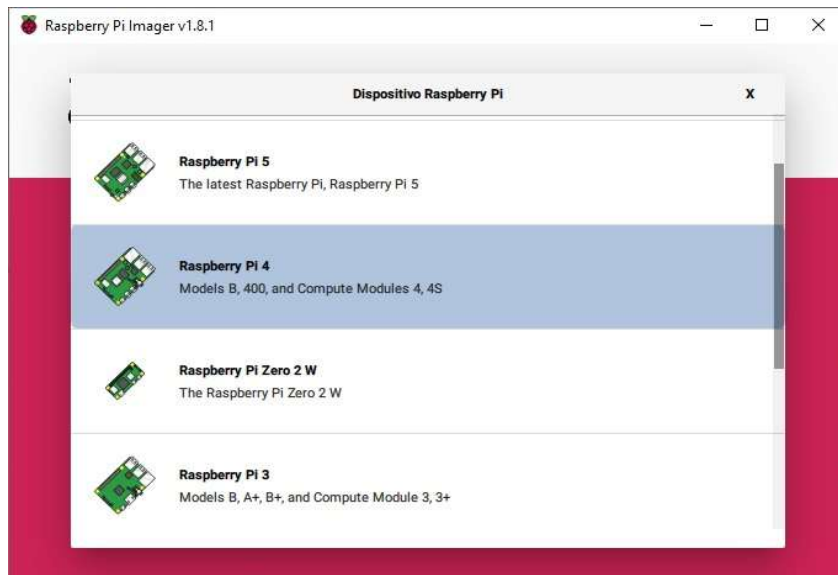 Raspberry Pi Imager v1.8.1
Dispositivo Raspberry Pi
X
Raspberry Pi 5
The latest Raspberry Pi, Raspberry Pi 5
Raspberry Pi 4
Models B, 400, and Compute Modules 4, 4S
Raspberry Pi Zero 2 W
The Raspberry Pi Zero 2 W
Raspberry Pi 3
Models B, A+, B+, and Compute Module 3, 3+